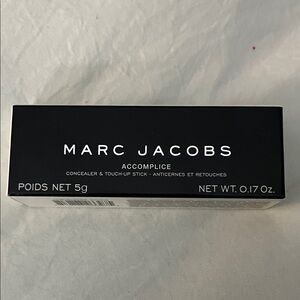 MARC JACOBS
ACCOMPLICE
CONCEALER & TOUCH-UP STICK - ANTICERNES ET RETOUCHES
POIDS NET 5g NET WT. 0.17 Oz.